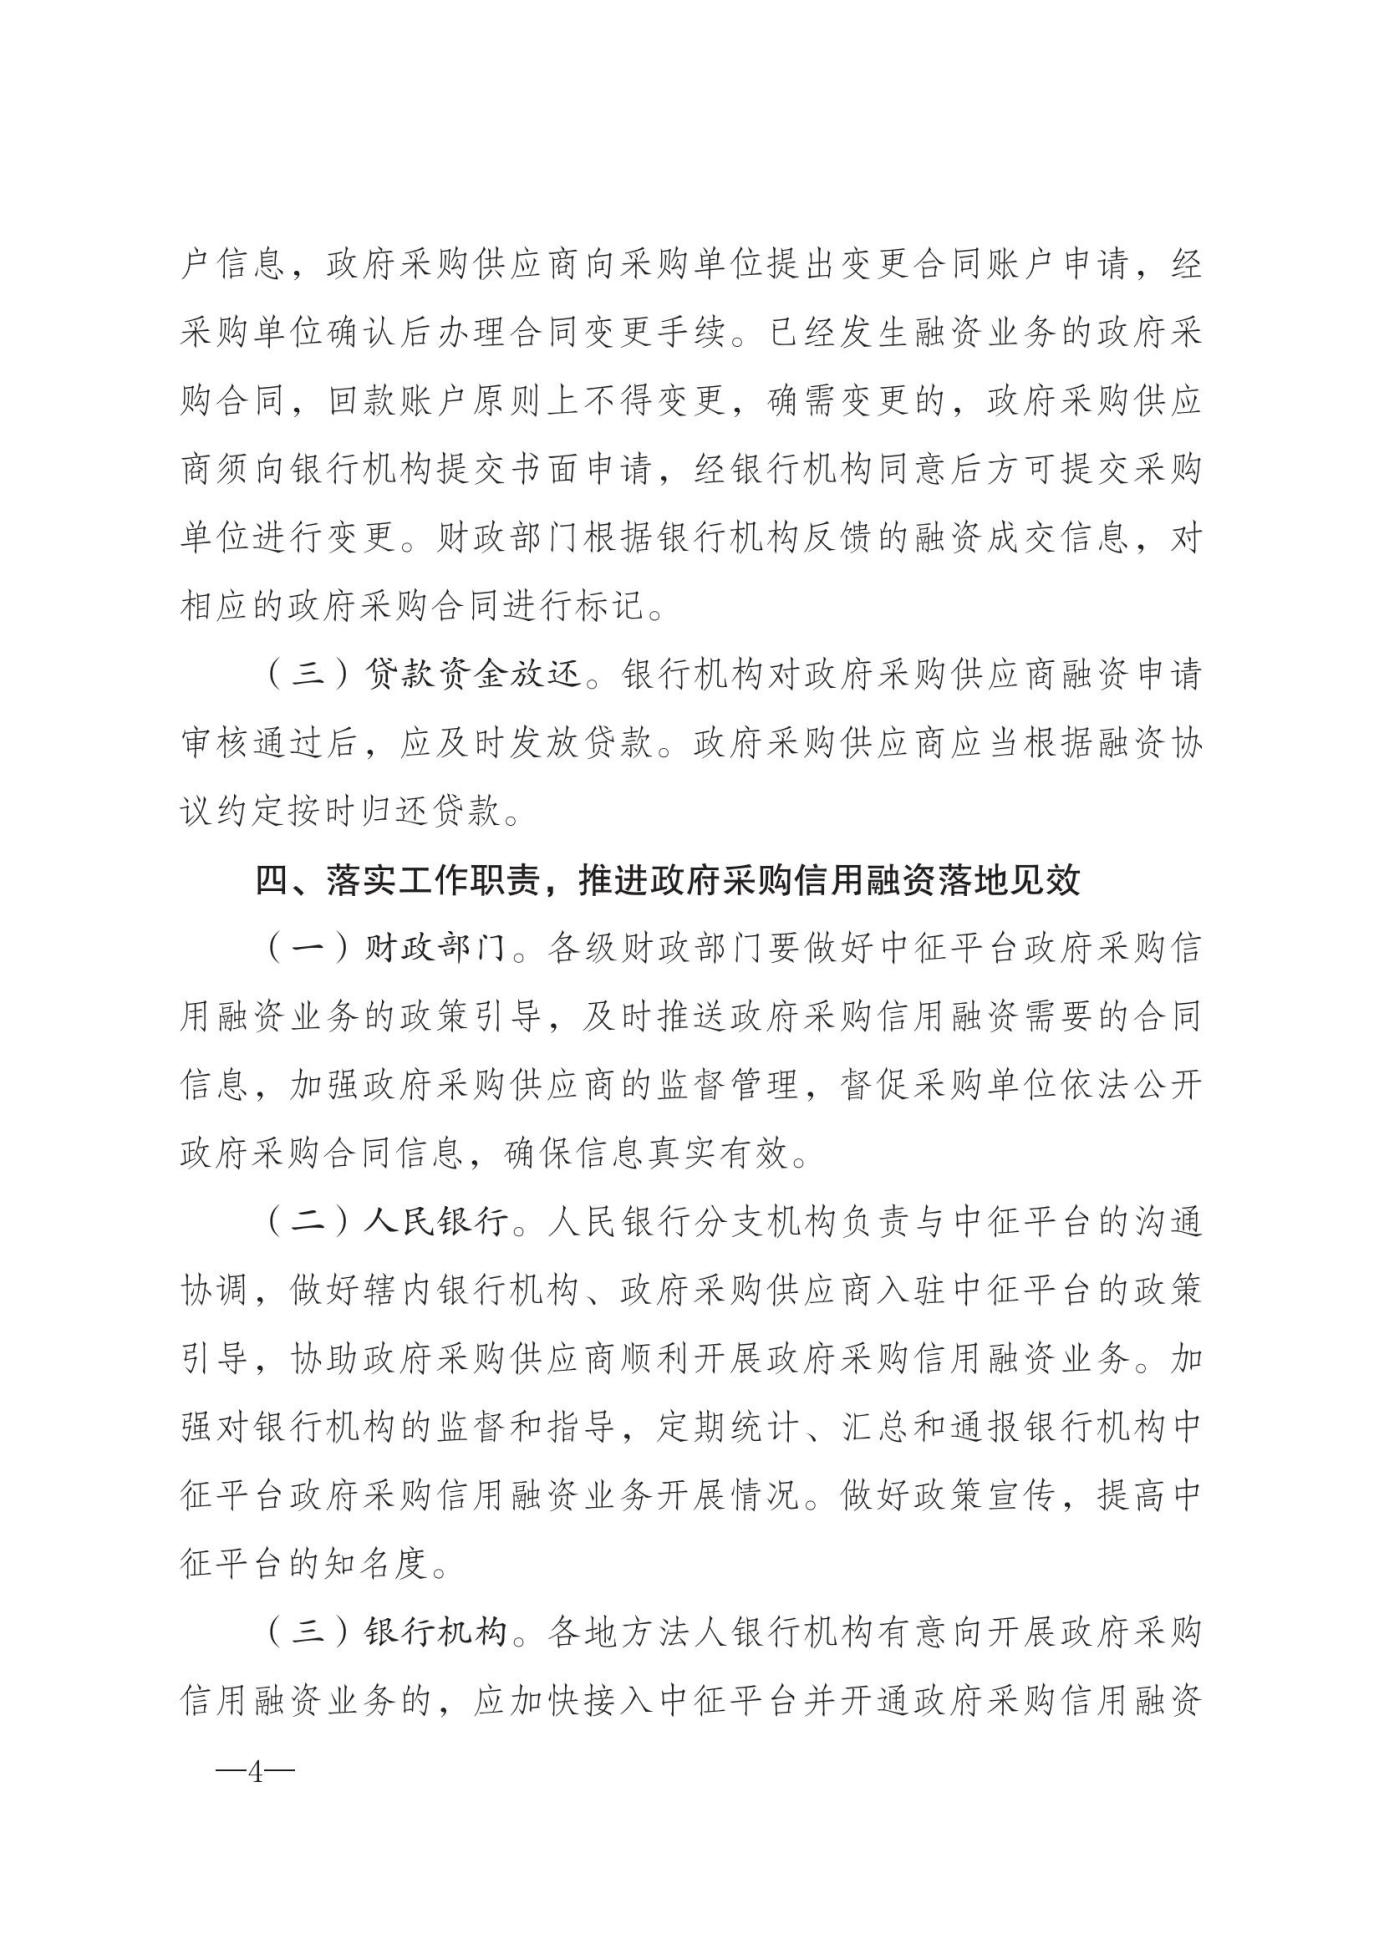 户信息，政府采购供应商向采购单位提出变更合同账户申请，经
采购单位确认后办理合同变更手续。已经发生融资业务的政府采
购合同，回款账户原则上不得变更，确需变更的，政府采购供应
商须向银行机构提交书面申请，经银行机构同意后方可提交采购
单位进行变更。财政部门根据银行机构反馈的融资成交信息，对
相应的政府采购合同进行标记。
（三）贷款资金放还。银行机构对政府采购供应商融资申请
审核通过后，应及时发放贷款。政府采购供应商应当根据融资协
议约定按时归还贷款。
四、落实工作职责，推进政府采购信用融资落地见效
（一）财政部门。各级财政部门要做好中征平台政府采购信
用融资业务的政策引导，及时推送政府采购信用融资需要的合同
信息，加强政府采购供应商的监督管理，督促采购单位依法公开
政府采购合同信息，确保信息真实有效。
（二）人民银行。人民银行分支机构负责与中征平台的沟通
协调，做好辖内银行机构、政府采购供应商入驻中征平台的政策
引导，协助政府采购供应商顺利开展政府采购信用融资业务。加
强对银行机构的监督和指导，定期统计、汇总和通报银行机构中
征平台政府采购信用融资业务开展情况。做好政策宣传，提高中
征平台的知名度。
（三）银行机构。各地方法人银行机构有意向开展政府采购
信用融资业务的，应加快接入中征平台并开通政府采购信用融资
—4—